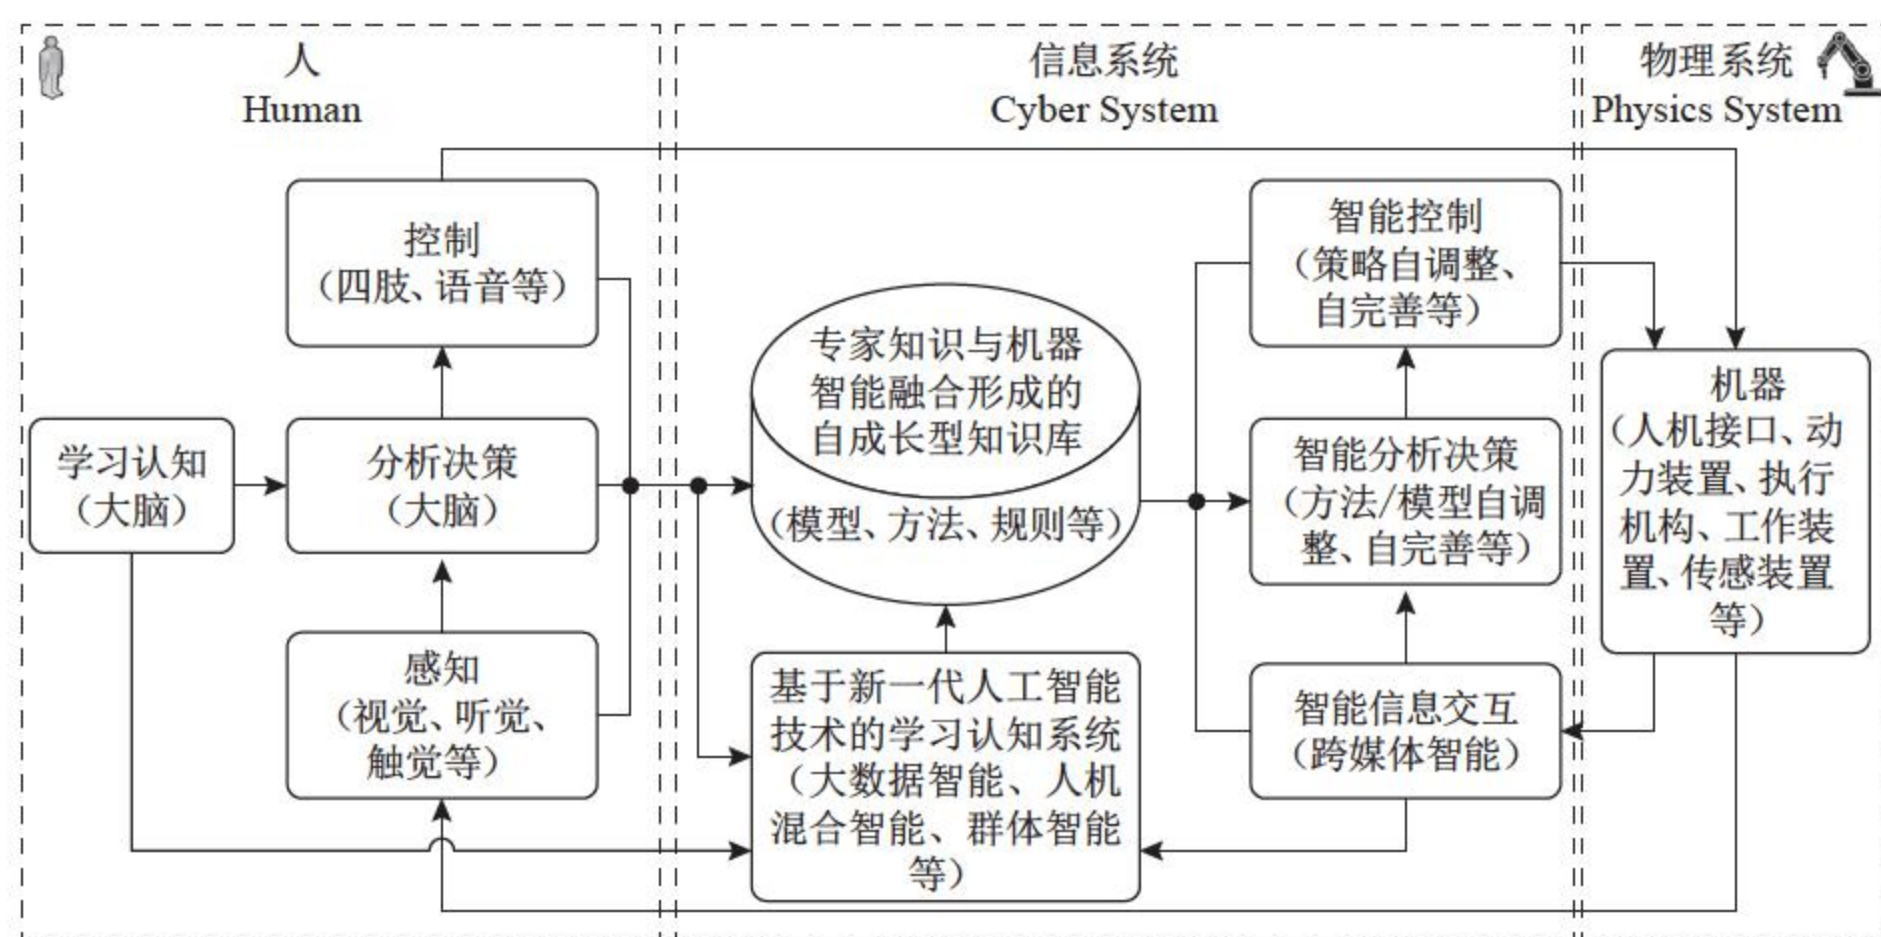 人
Human
控制
（四肢、语音等）
学习认知
（大脑）
分析决策
（大脑）
感知
（视觉、听觉、
触觉等）
信息系统
Cyber System
专家知识与机器
智能融合形成的
自成长型知识库
（模型、方法、规则等）
基于新一代人工智能
技术的学习认知系统
（大数据智能、人机
混合智能、群体智能
等）
智能控制
（策略自调整、
自完善等）
智能分析决策
（方法/模型自调
整、自完善等）
智能信息交互
（跨媒体智能）
物理系统
Physics System
机器
（人机接口、动
力装置、执行
机构、工作装
置、传感装置
等）